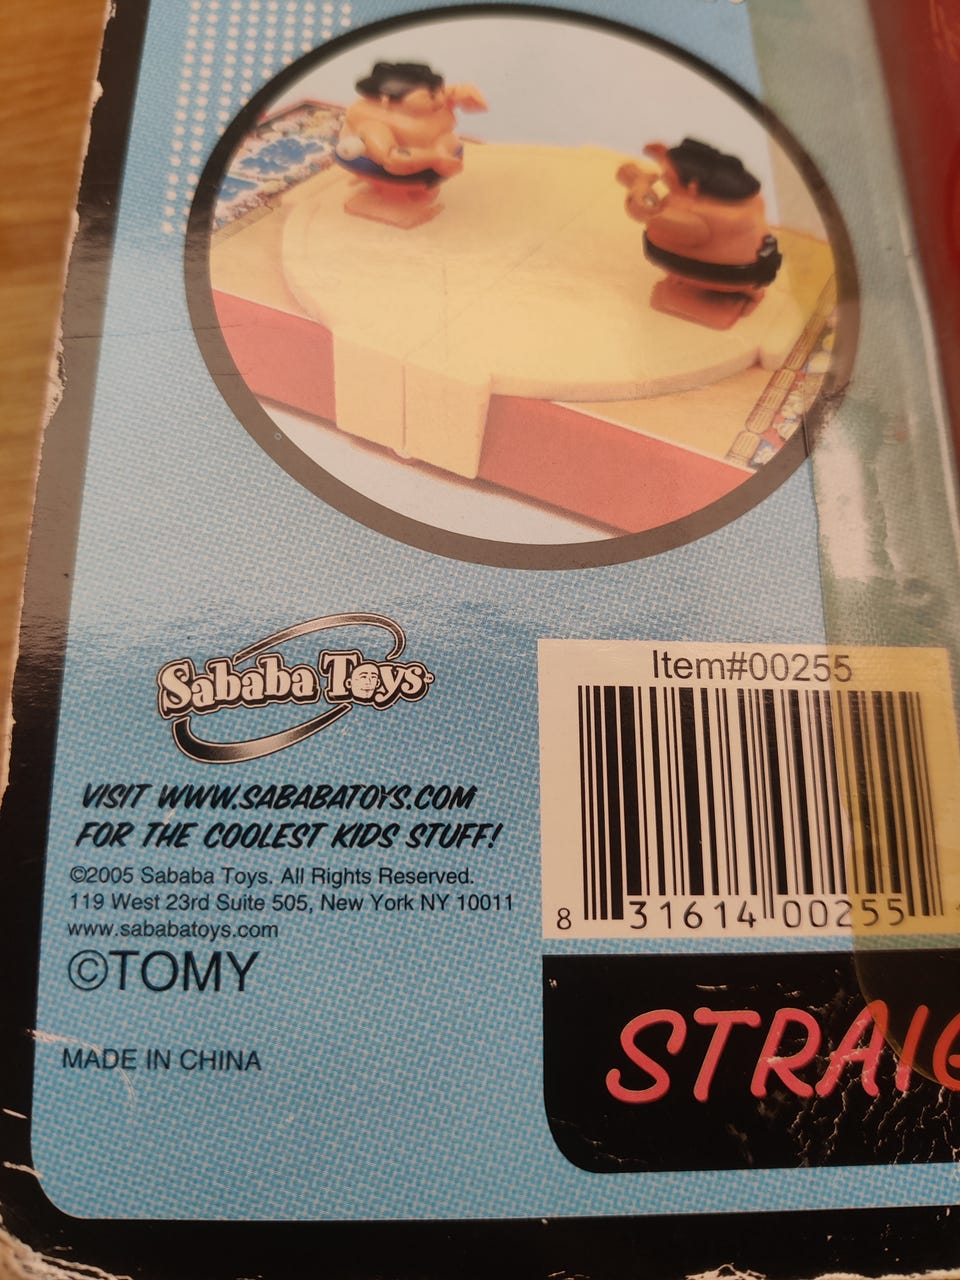 Sababa Toys
VISIT WWW.SABABATOYS.COM
FOR THE COOLEST KIDS STUFF!
©2005 Sababa Toys. All Rights Reserved.
119 West 23rd Suite 505, New York NY 10011
www.sababatoys.com
©TOMY
MADE IN CHINA
Item#00255
8 31614 00255
STRAIG